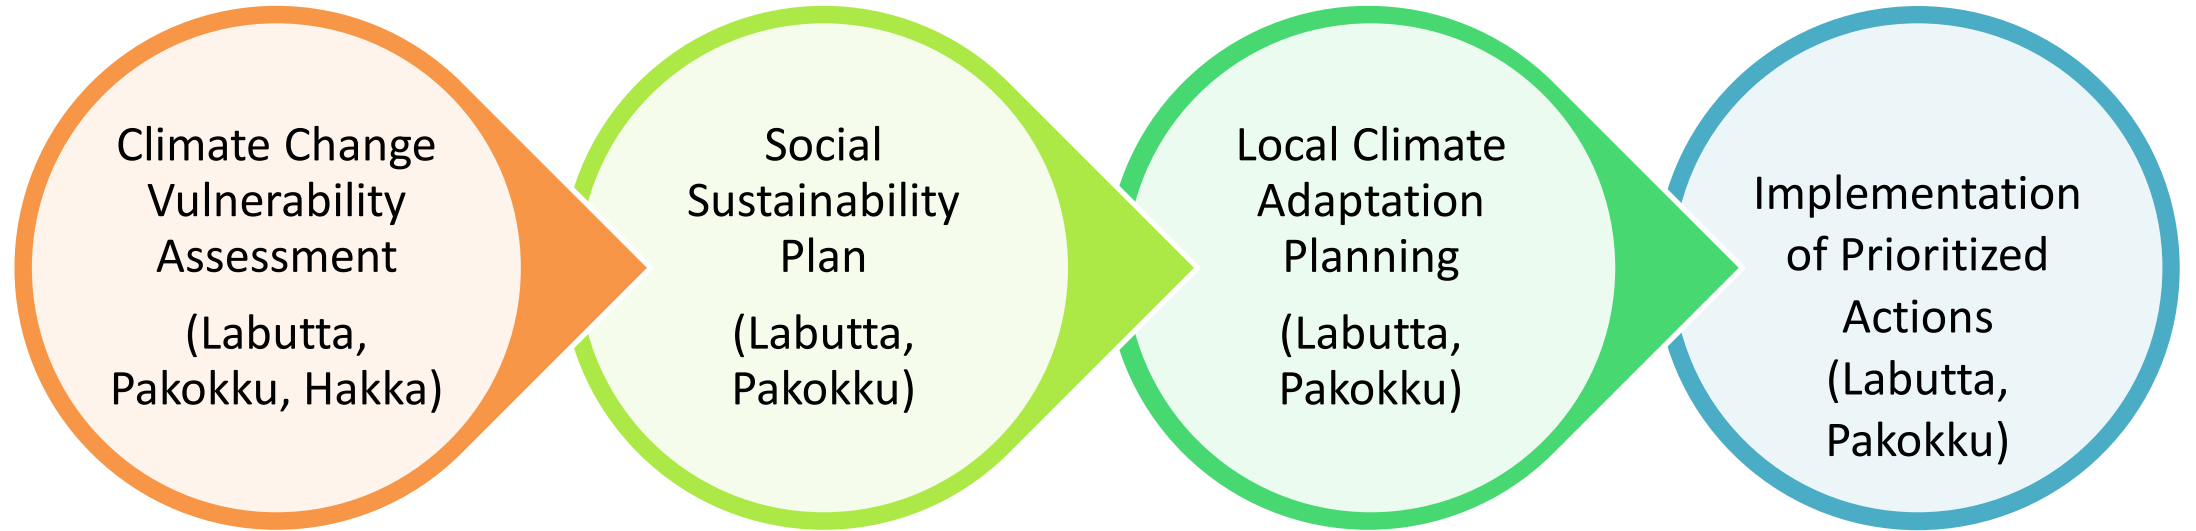 Climate Change
Vulnerability
Assessment
(Labutta,
Pakokku, Hakka)
Social
Sustainability
Plan
(Labutta,
Pakokku)
Local Climate
Adaptation
Planning
(Labutta,
Pakokku)
Implementation
of Prioritized
Actions
(Labutta,
Pakokku)